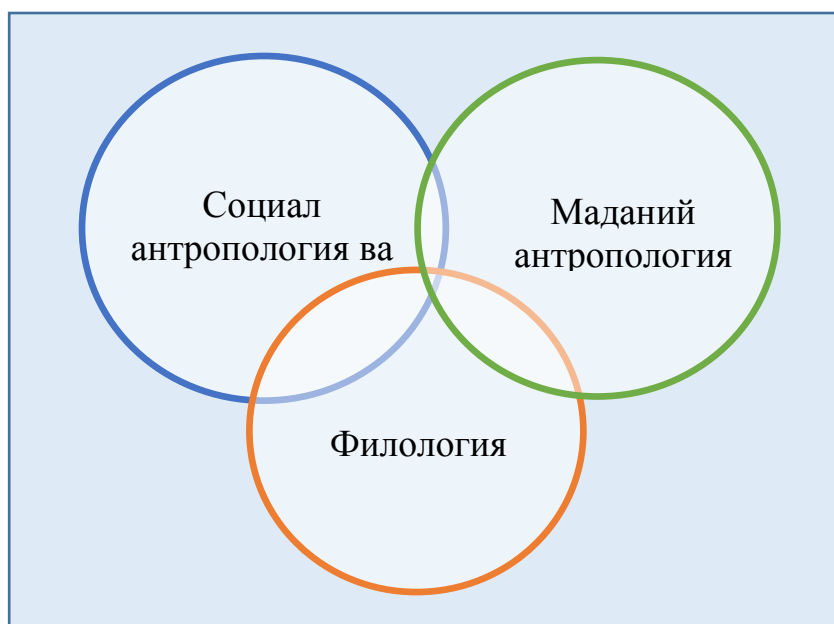 Социал
антропология ва
Маданий
антропология
Филология